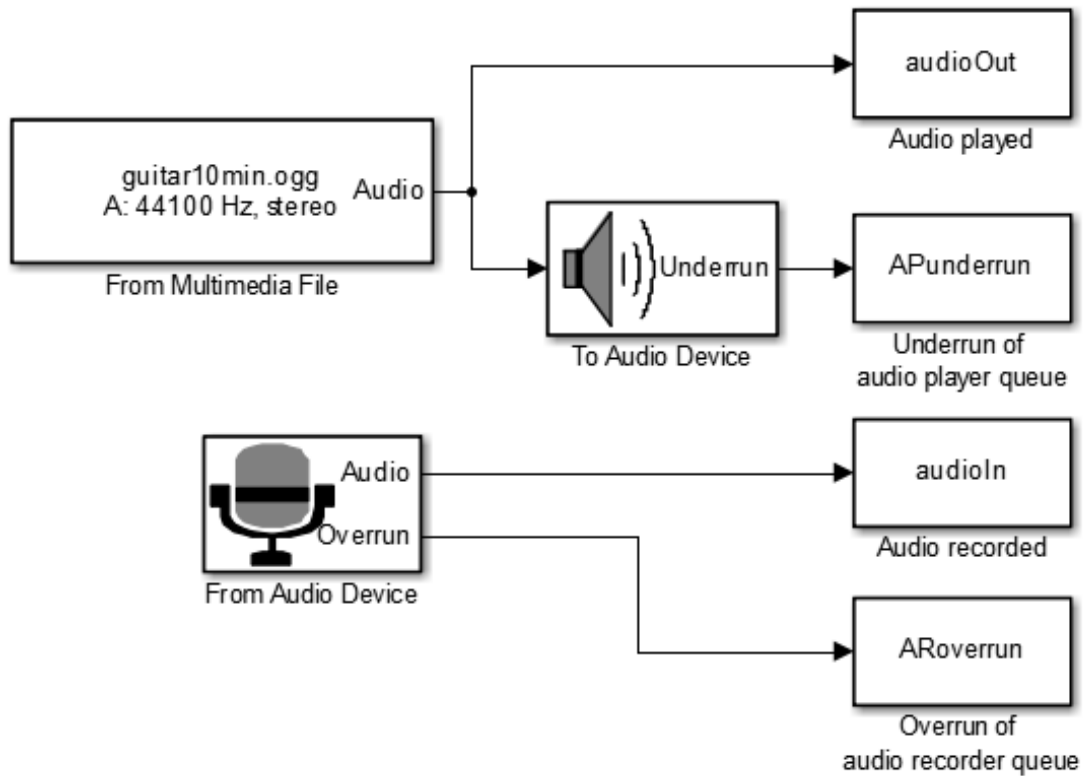 audioOut
Audio played
guitar10min.ogg
A: 44100 Hz, stereo
Audio
From Multimedia File
Underrun
To Audio Device
APunderrun
Underrun of
audio player queue
Audio
Overrun
From Audio Device
audioIn
Audio recorded
ARoverrun
Overrun of
audio recorder queue